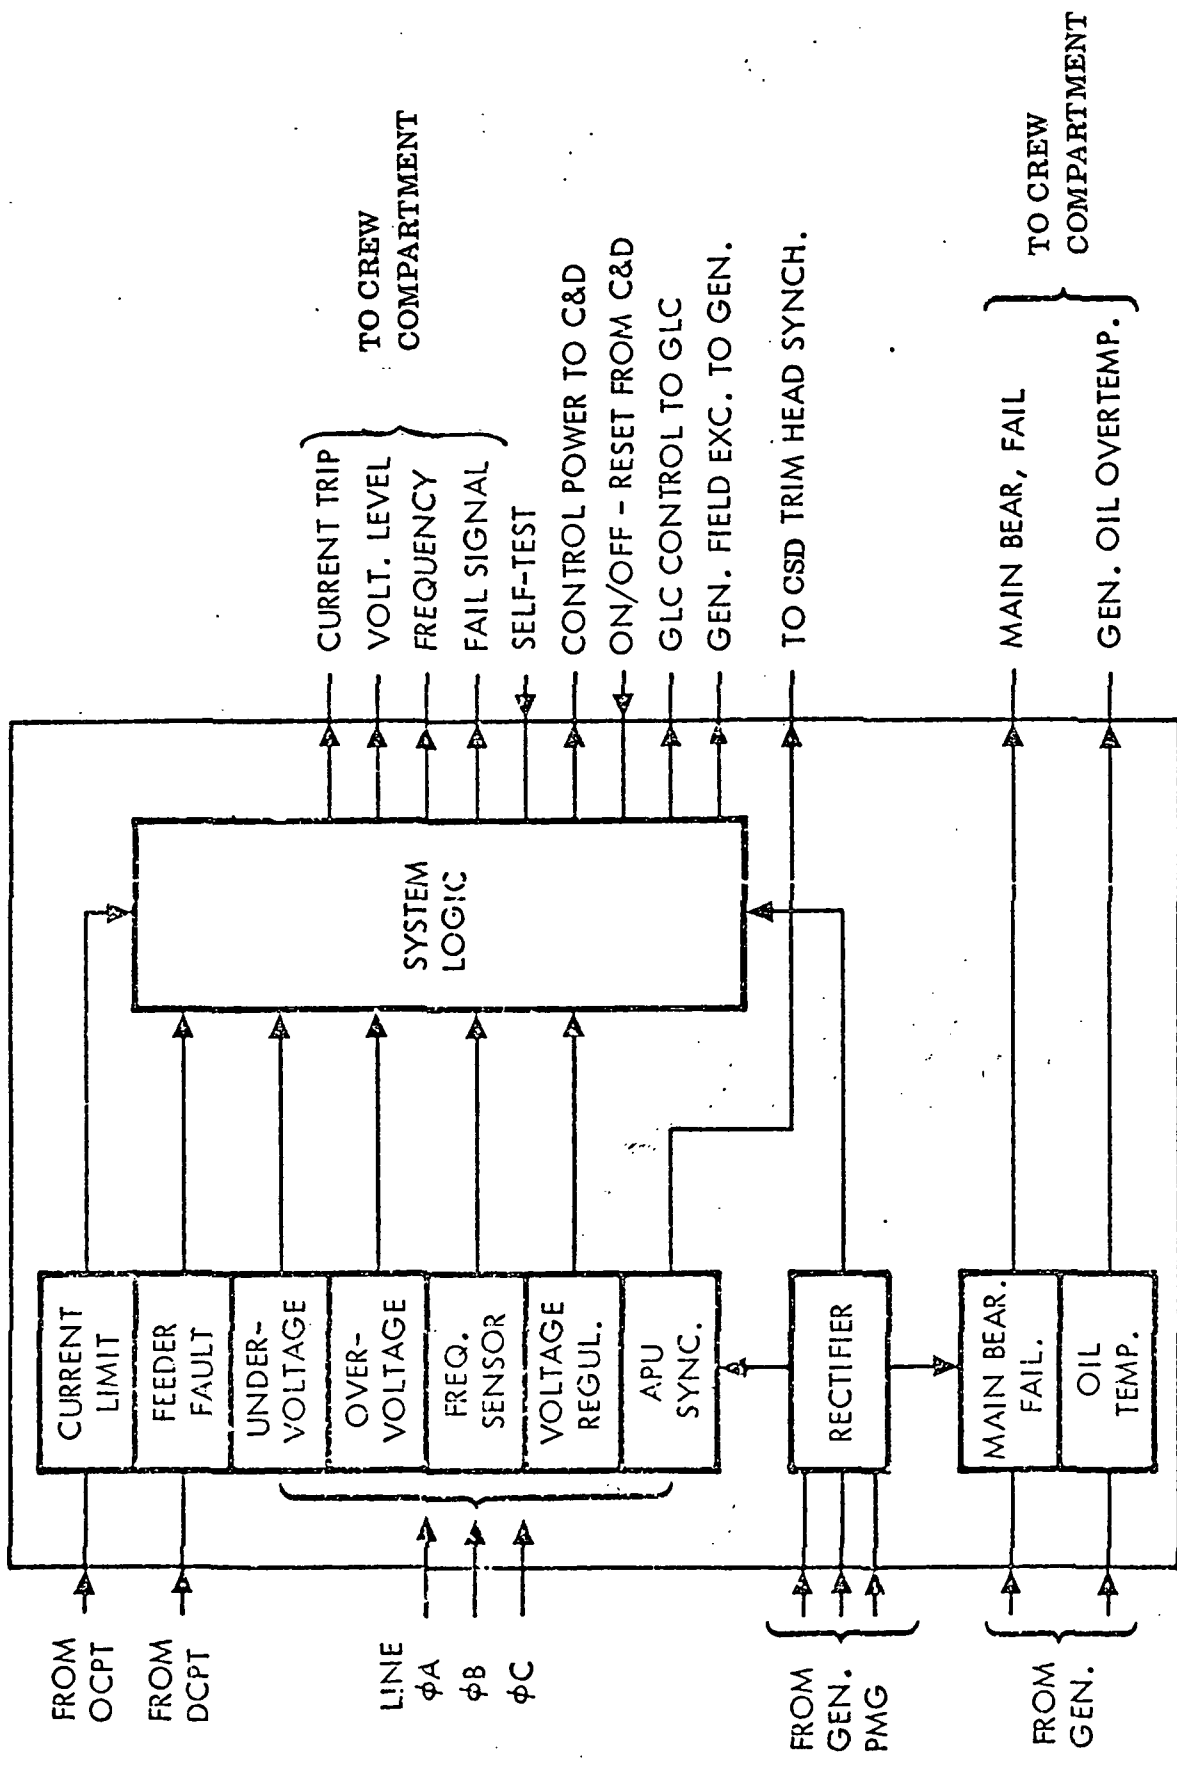 FROM
OCPT
FROM
DCPT
LINE
φA
φB
φC
FROM
GEN.
PMG
FROM
GEN.
CURRENT
LIMIT
FEEDER
FAULT
UNDER-
VOLTAGE
OVER-
VOLTAGE
FREQ.
SENSOR
VOLTAGE
REGUL.
APU
SYNC.
RECTIFIER
MAIN BEAR.
FAIL.
OIL
TEMP.
SYSTEM
LOGIC
CURRENT TRIP
VOLT. LEVEL
FREQUENCY
FAIL SIGNAL
SELF-TEST
CONTROL POWER TO C&D
ON/OFF - RESET FROM C&D
GLC CONTROL TO GLC
GEN. FIELD EXC. TO GEN.
TO CSD TRIM HEAD SYNCH.
MAIN BEAR, FAIL
GEN. OIL OVERTEMP.
TO CREW
COMPARTMENT
TO CREW
COMPARTMENT